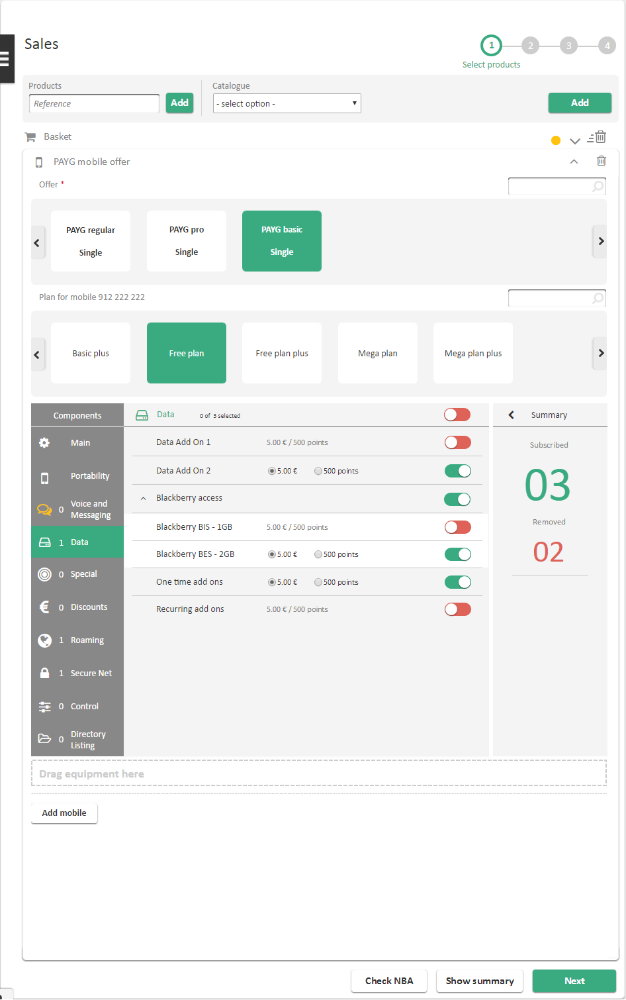 Sales
1 2 3 4
Select products
Products
Catalogue
Reference
Add
- select option -
Add
Basket
PAYG mobile offer
Offer *
PAYG regular
Single
PAYG pro
Single
PAYG basic
Single
Plan for mobile 912 222 222
Basic plus
Free plan
Free plan plus
Mega plan
Mega plan plus
Components
Main
Portability
0 Voice and
Messaging
1 Data
0 Special
0 Discounts
1 Roaming
1 Secure Net
0 Control
0 Directory
Listing
Data 0 of 3 selected
Data Add On 1 5.00 € / 500 points
Data Add On 2 5.00 € 500 points
Blackberry access
Blackberry BIS - 1GB 5.00 € / 500 points
Blackberry BES - 2GB 5.00 € 500 points
One time add ons 5.00 € 500 points
Recurring add ons 5.00 € / 500 points
Summary
Subscribed
03
Removed
02
Drag equipment here
Add mobile
Check NBA
Show summary
Next